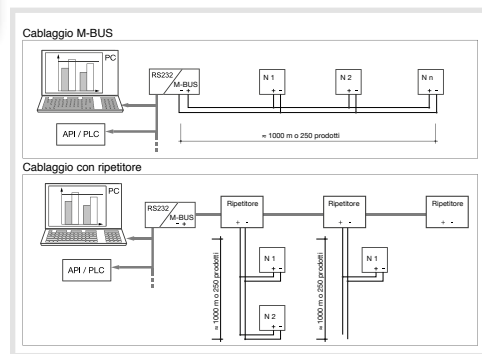 Cablaggio M-BUS
PC
RS232
M-BUS
- +
N 1
+ -
N 2
+ -
N n
+ -
API / PLC
≈ 1000 m o 250 prodotti
Cablaggio con ripetitore
PC
RS232
M-BUS
- +
Ripetitore
+ -
Ripetitore
+ -
Ripetitore
+ -
API / PLC
≈ 1000 m o 250 prodotti
N 1
+ -
N 2
+ -
≈ 1000 m o 250 prodotti
N 1
+ -